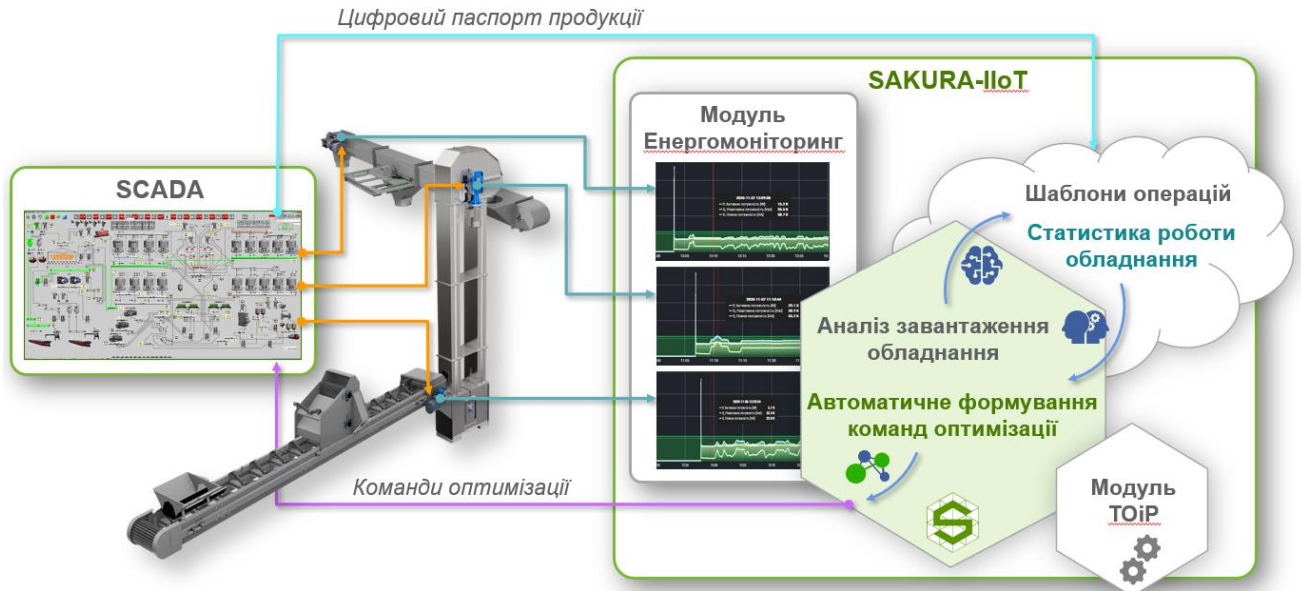 Цифровий паспорт продукції
SAKURA-IIoT
Модуль
Енергомоніторинг
SCADA
Шаблони операцій
Статистика роботи
обладнання
Аналіз завантаження
обладнання
Автоматичне формування
команд оптимізації
Команди оптимізації
Модуль
ТОіР